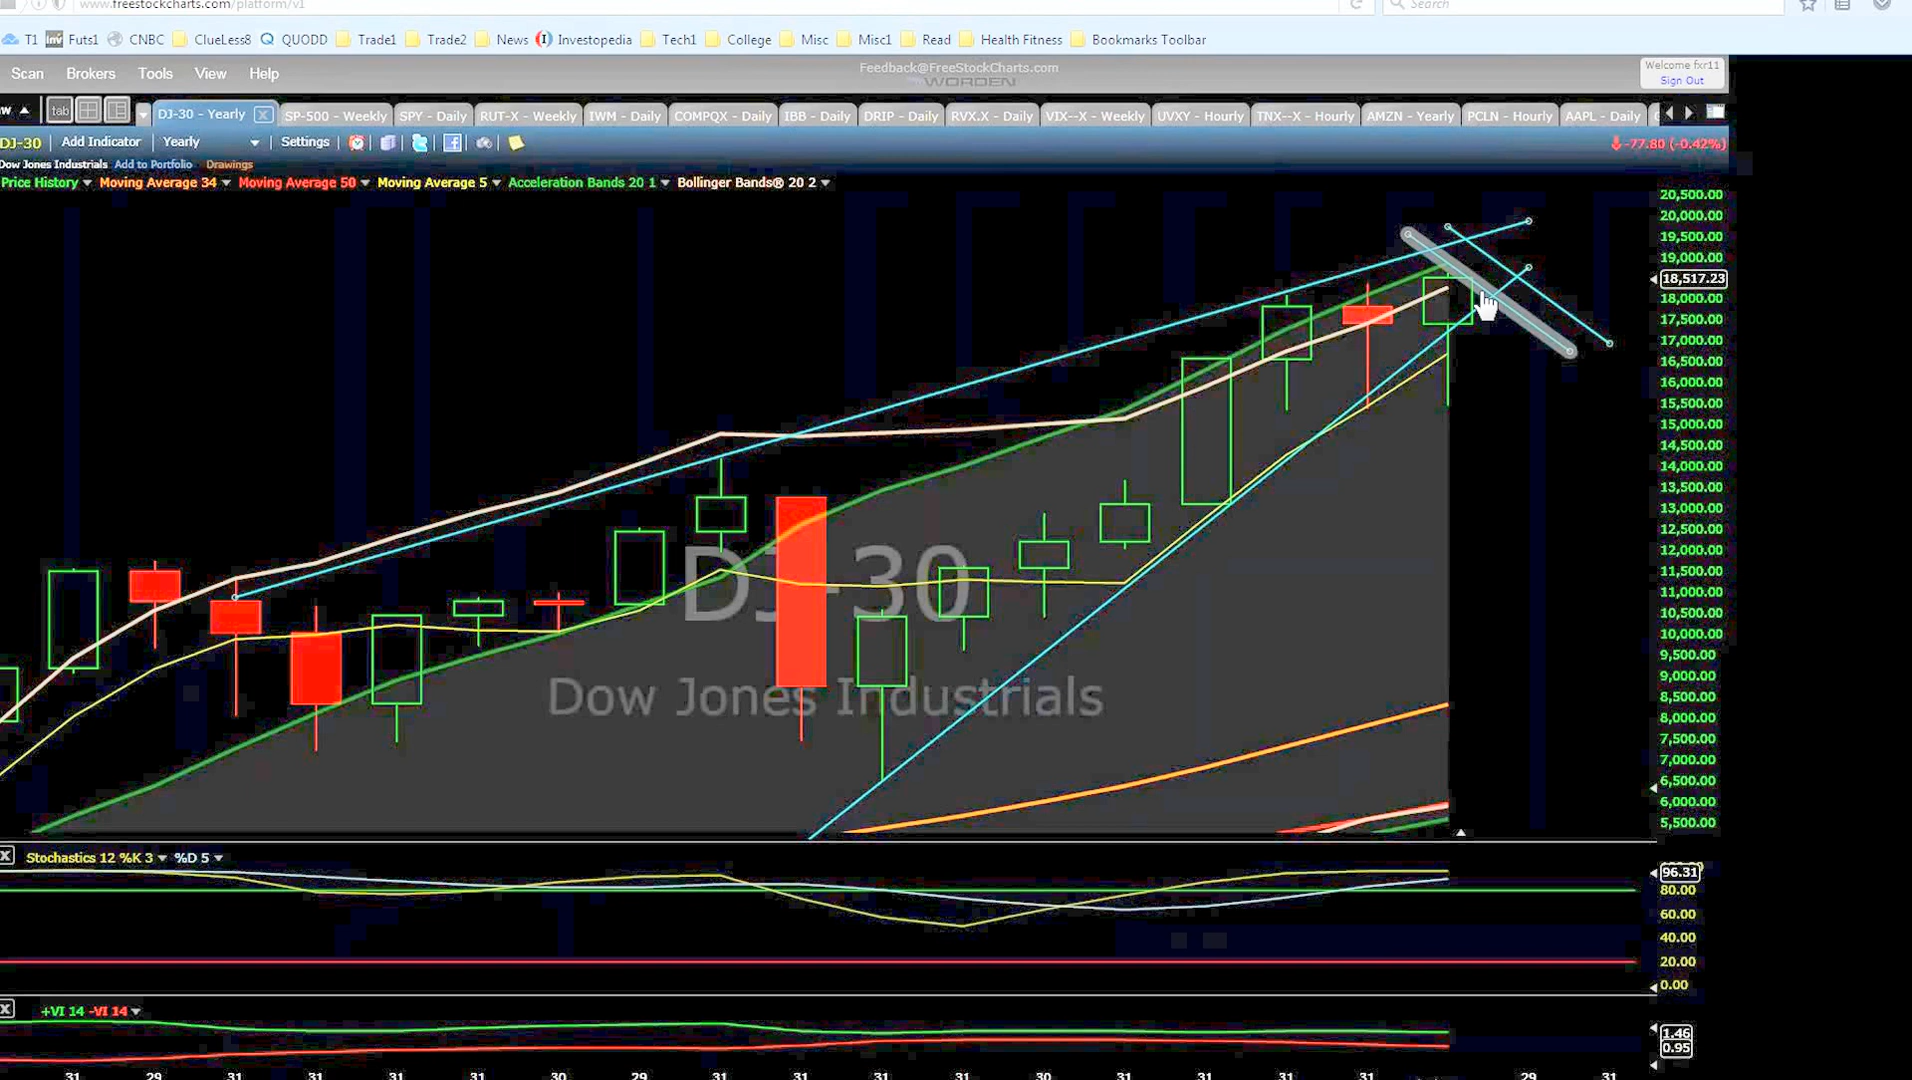 www.freestockcharts.com/platform/v1
Search
T1 Inv Futs1 CNBC ClueLess8 QUODD Trade1 Trade2 News Investopedia Tech1 College Misc Misc1 Read Health Fitness Bookmarks Toolbar
Scan Brokers Tools View Help
Feedback@FreeStockCharts.com
WORDEN
Welcome fxr11
Sign Out
tab DJ-30 - Yearly SP-500 - Weekly SPY - Daily RUT-X - Weekly IWM - Daily COMPQX - Daily IBB - Daily DRIP - Daily RVX.X - Daily VIX--X - Weekly UVXY - Hourly TNX--X - Hourly AMZN - Yearly PCLN - Hourly AAPL - Daily
DJ-30 Add Indicator Yearly Settings -77.80 (-0.42%)
Dow Jones Industrials Add to Portfolio Drawings
Price History Moving Average 34 Moving Average 50 Moving Average 5 Acceleration Bands 20 1 Bollinger Bands® 20 2
20,500.00
20,000.00
19,500.00
19,000.00
18,517.23
18,000.00
17,500.00
17,000.00
16,500.00
16,000.00
15,500.00
15,000.00
14,500.00
14,000.00
13,500.00
13,000.00
12,500.00
12,000.00
11,500.00
11,000.00
10,500.00
10,000.00
9,500.00
9,000.00
8,500.00
8,000.00
7,500.00
7,000.00
6,500.00
6,000.00
5,500.00
DJ-30
Dow Jones Industrials
Stochastics 12 %K 3 %D 5
96.31
80.00
60.00
40.00
20.00
0.00
+VI 14 -VI 14
1.46
0.95
31 29 31 31 31 31 30 29 31 31 31 31 30 31 31 31 31 29 31